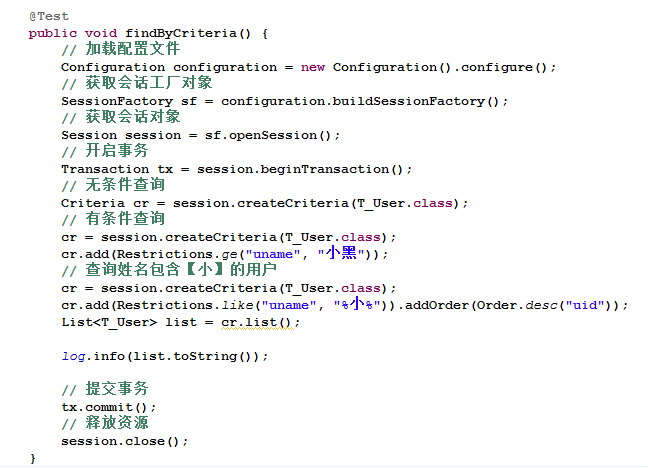 @Test
public void findByCriteria() {
// 加载配置文件
Configuration configuration = new Configuration().configure();
// 获取会话工厂对象
SessionFactory sf = configuration.buildSessionFactory();
// 获取会话对象
Session session = sf.openSession();
// 开启事务
Transaction tx = session.beginTransaction();
// 无条件查询
Criteria cr = session.createCriteria(T_User.class);
// 有条件查询
cr = session.createCriteria(T_User.class);
cr.add(Restrictions.ge("uname", "小黑"));
// 查询姓名包含【小】的用户
cr = session.createCriteria(T_User.class);
cr.add(Restrictions.like("uname", "%小%")).addOrder(Order.desc("uid"));
List<T_User> list = cr.list();
log.info(list.toString());
// 提交事务
tx.commit();
// 释放资源
session.close();
}